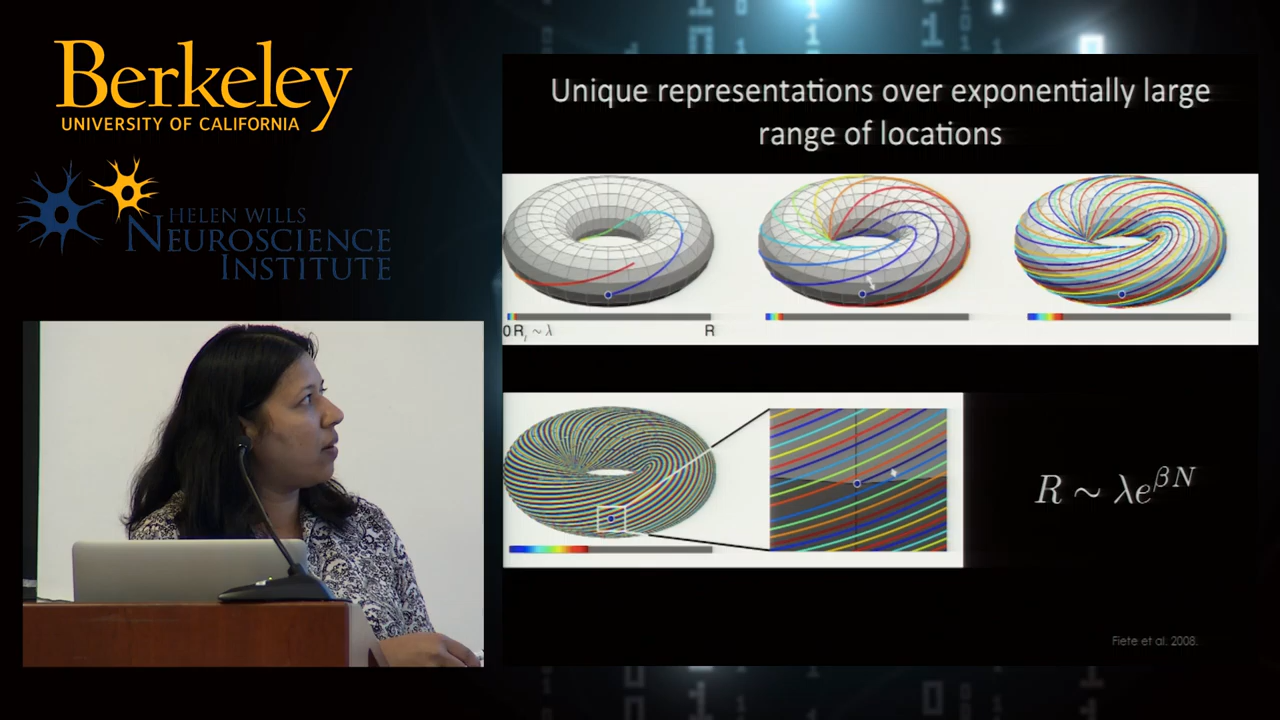 Berkeley
UNIVERSITY OF CALIFORNIA
HELEN WILLS
NEUROSCIENCE
INSTITUTE
Unique representations over exponentially large
range of locations
0 R, ~ λ
R
R ~ λe^{βN}
Fiete et al. 2008.